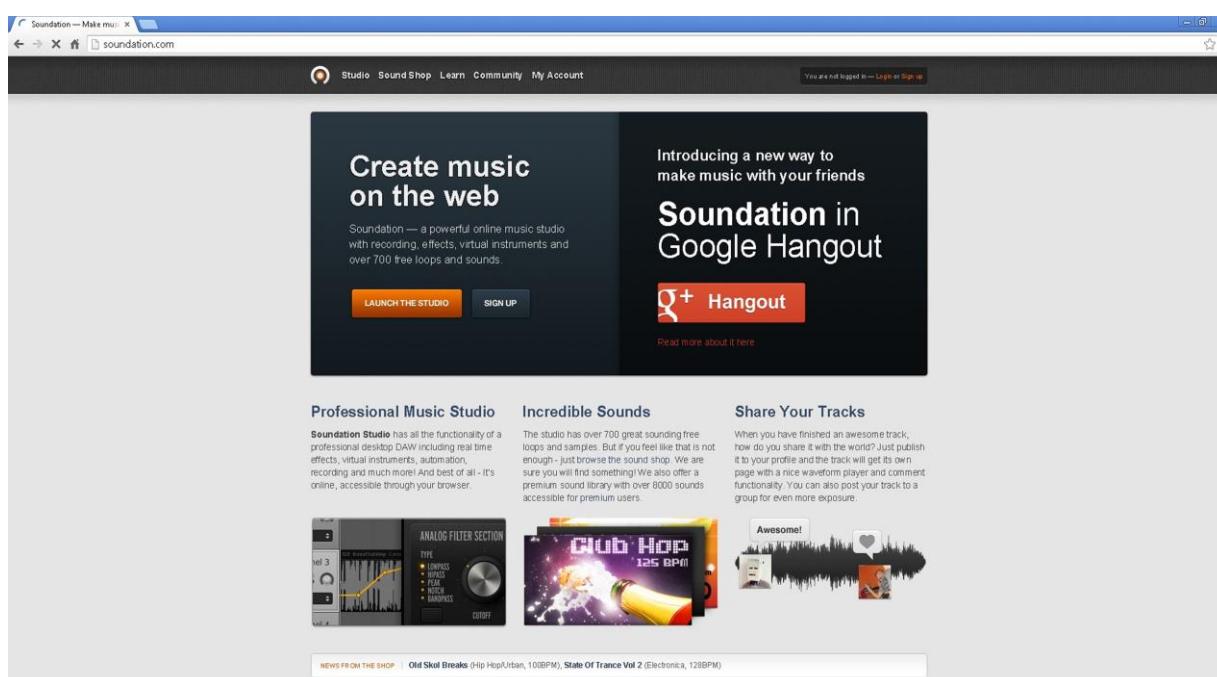 Soundation — Make mus
soundation.com
Studio Sound Shop Learn Community My Account
You are not logged in — Login or Sign up
Create music
on the web
Soundation — a powerful online music studio
with recording, effects, virtual instruments and
over 700 free loops and sounds.
LAUNCH THE STUDIO
SIGN UP
Introducing a new way to
make music with your friends
Soundation in
Google Hangout
g+ Hangout
Read more about it here
Professional Music Studio
Soundation Studio has all the functionality of a
professional desktop DAW including real time
effects, virtual instruments, automation,
recording and much more! And best of all - it's
online, accessible through your browser.
Incredible Sounds
The studio has over 700 great sounding free
loops and samples. But if you feel like that is not
enough - just browse the sound shop. We are
sure you will find something! We also offer a
premium sound library with over 8000 sounds
accessible for premium users.
Share Your Tracks
When you have finished an awesome track,
how do you share it with the world? Just publish
it to your profile and the track will get its own
page with a nice waveform player and comment
functionality. You can also post your track to a
group for even more exposure.
nel 3
ANALOG FILTER SECTION
TYPE
LOWPASS
HIPASS
PEAK
NOTCH
BANDPASS
CUTOFF
Club Hop
125 BPM
Awesome!
NEWS FROM THE SHOP | Old Skol Breaks (Hip Hop/Urban, 100BPM), State Of Trance Vol 2 (Electronica, 128BPM)